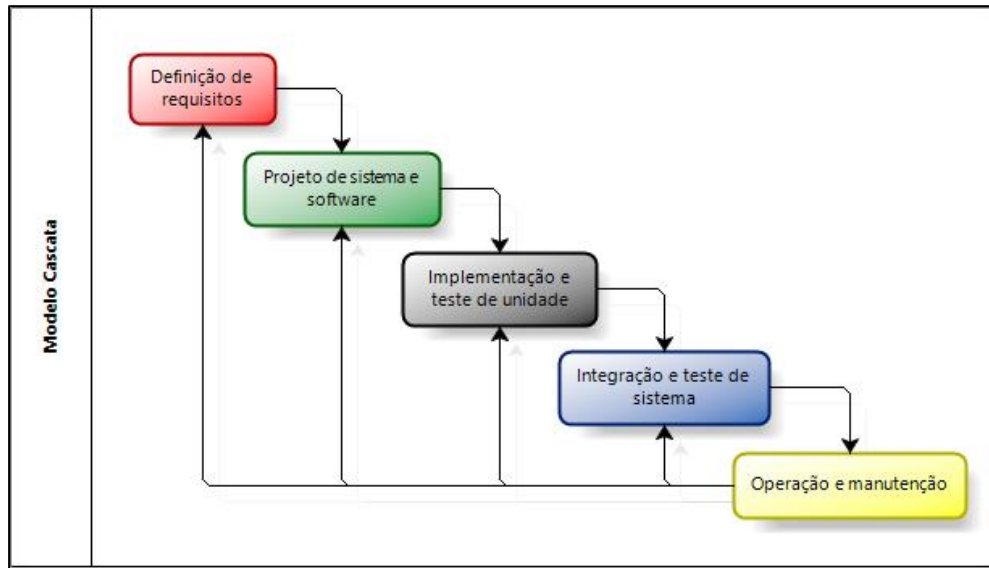 Modelo Cascata
Definição de
requisitos
Projeto de sistema e
software
Implementação e
teste de unidade
Integração e teste de
sistema
Operação e manutenção